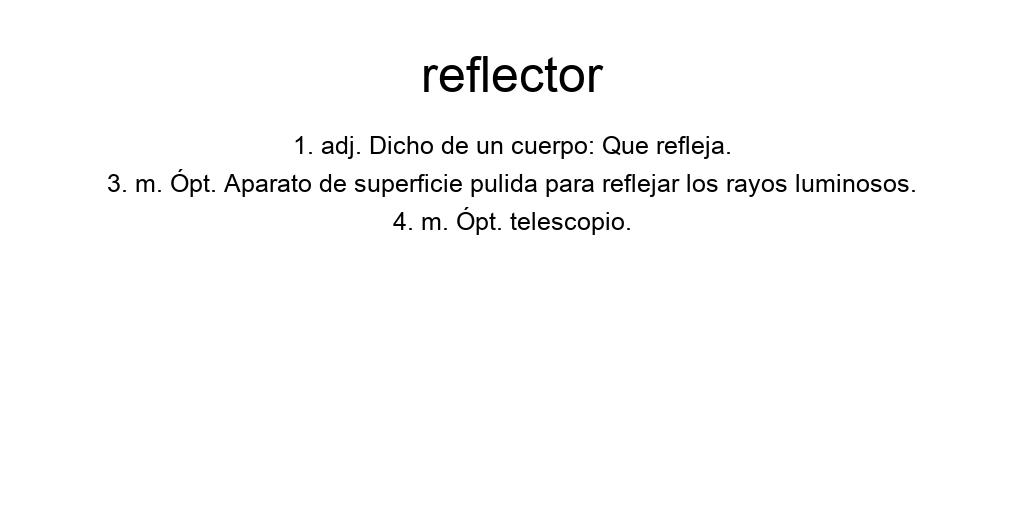 reflector
1. adj. Dicho de un cuerpo: Que refleja.
3. m. Ópt. Aparato de superficie pulida para reflejar los rayos luminosos.
4. m. Ópt. telescopio.